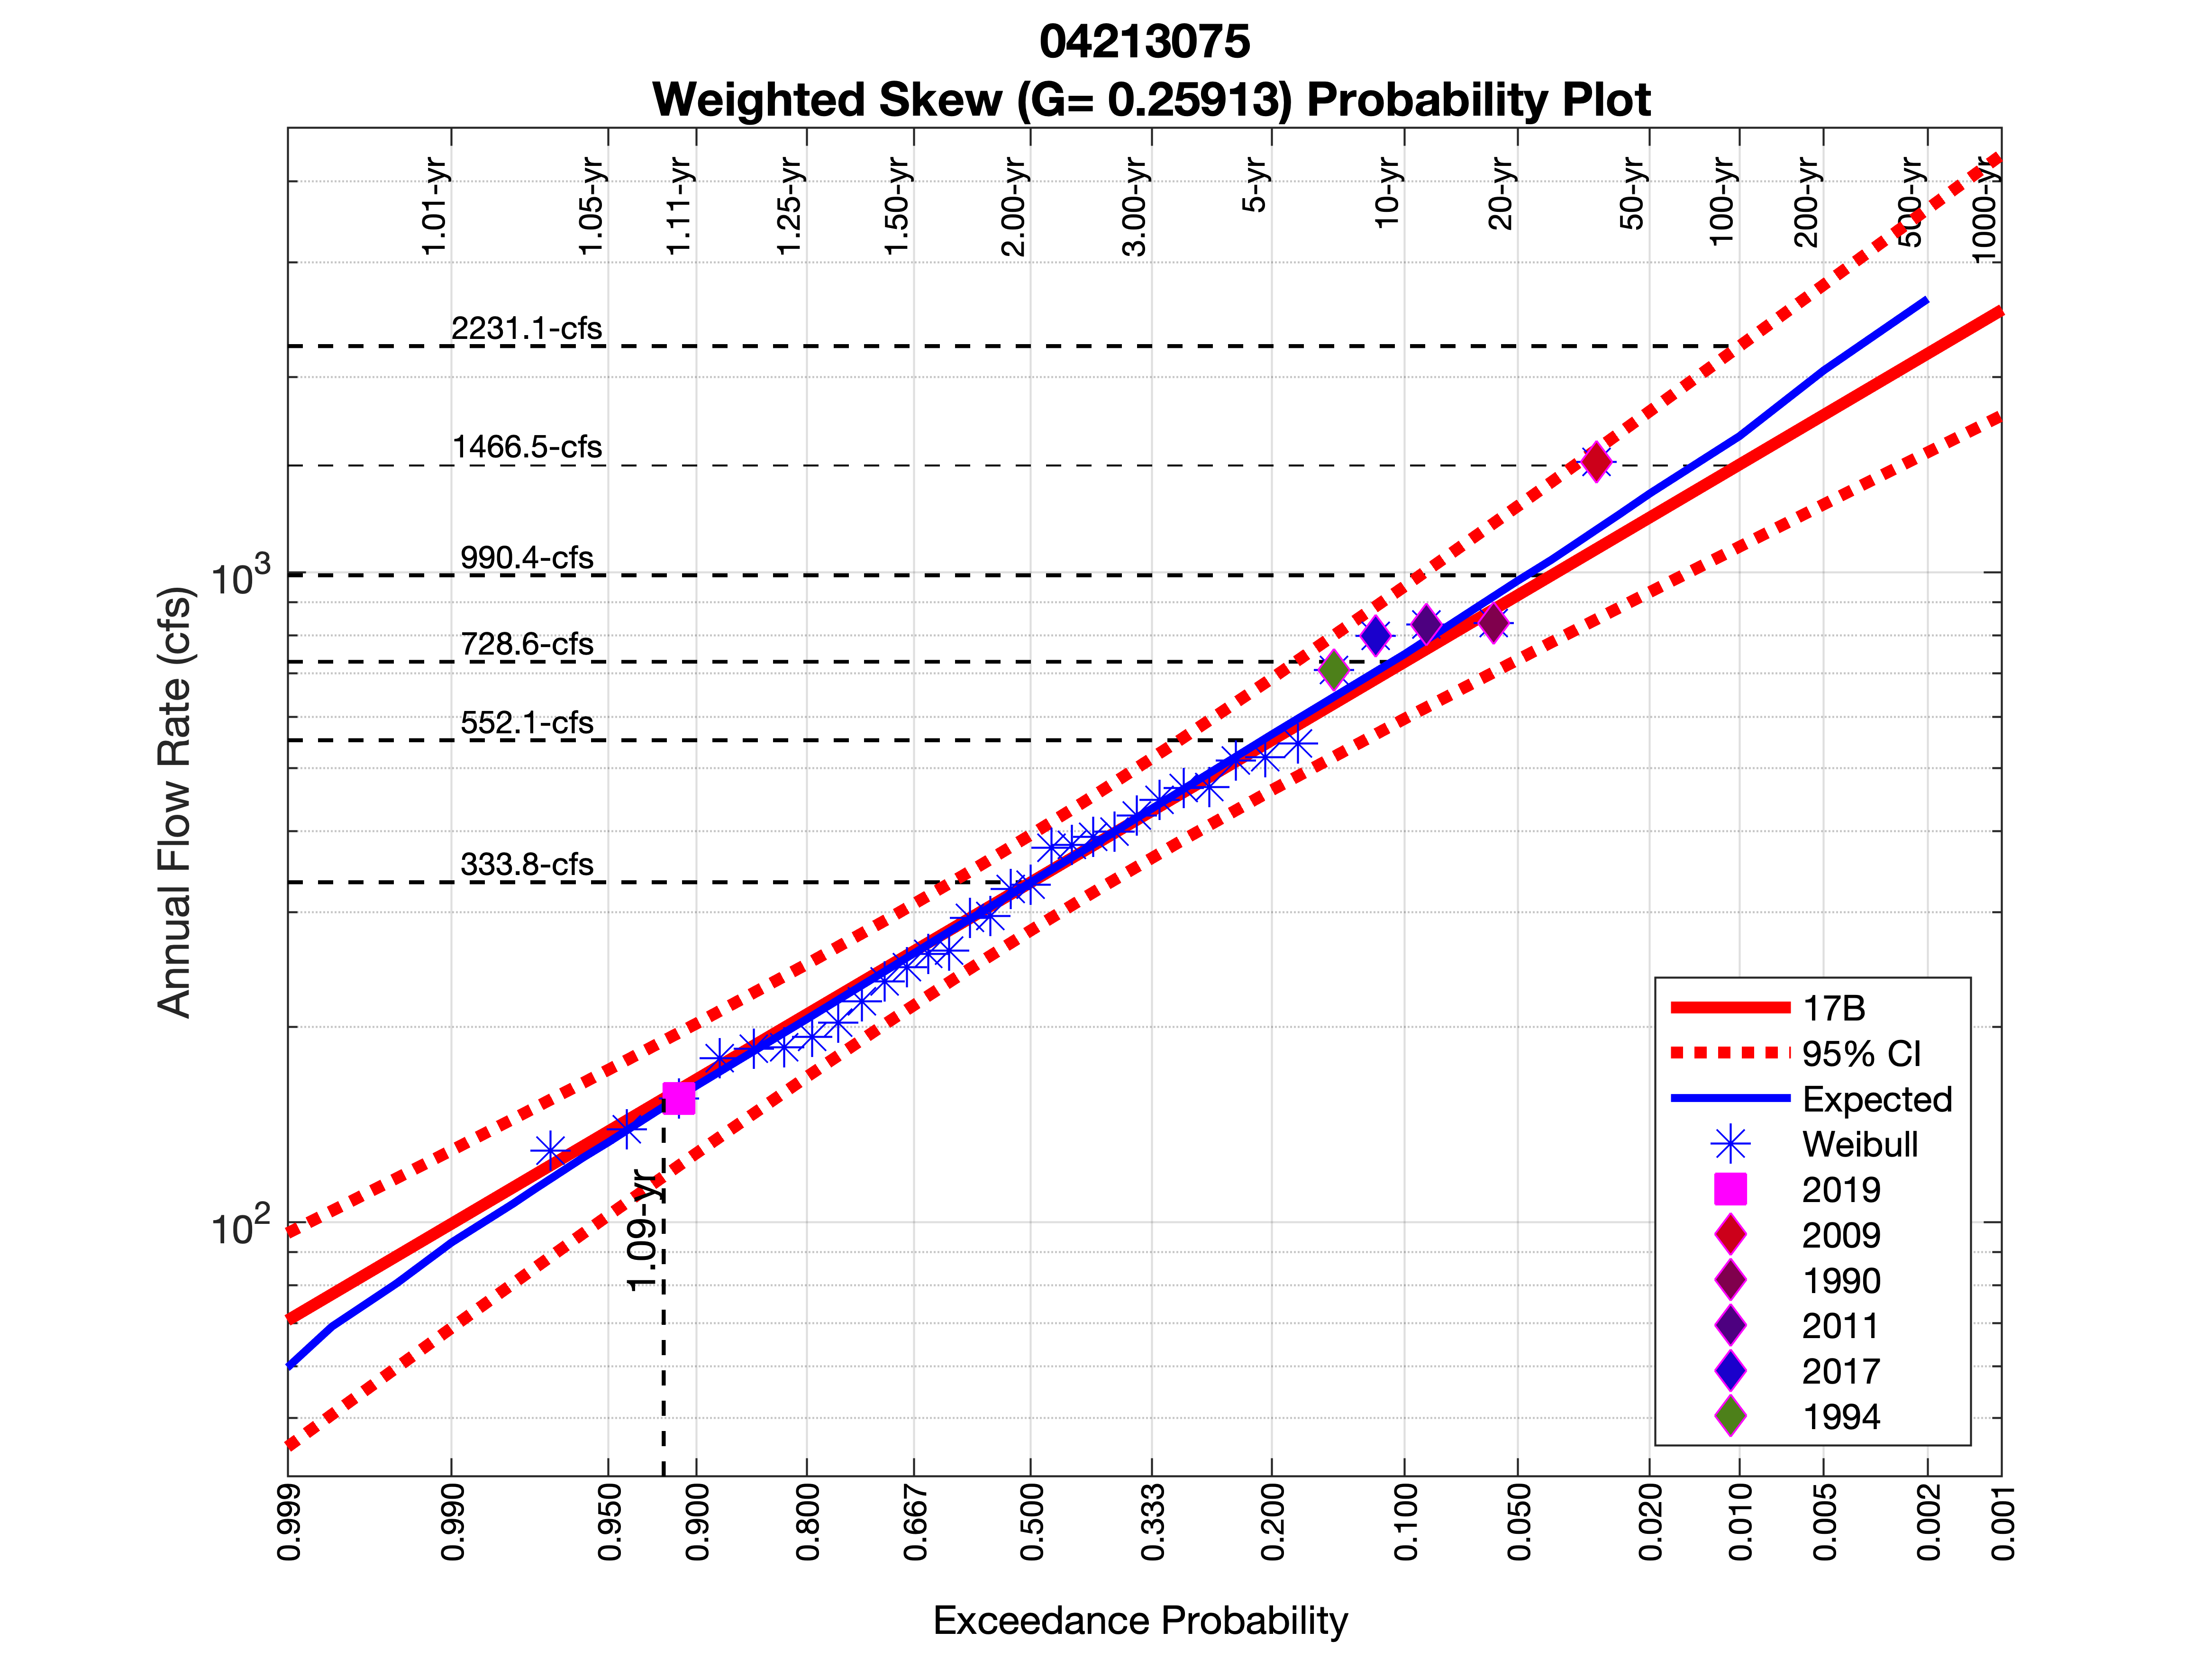 04213075
Weighted Skew (G= 0.25913) Probability Plot
1.01-yr
1.05-yr
1.11-yr
1.25-yr
1.50-yr
2.00-yr
3.00-yr
5-yr
10-yr
20-yr
50-yr
100-yr
200-yr
500-yr
1000-yr
2231.1-cfs
1466.5-cfs
990.4-cfs
728.6-cfs
552.1-cfs
333.8-cfs
1.09-yr
10^3
10^2
Annual Flow Rate (cfs)
17B
95% CI
Expected
Weibull
2019
2009
1990
2011
2017
1994
0.999
0.990
0.950
0.900
0.800
0.667
0.500
0.333
0.200
0.100
0.050
0.020
0.010
0.005
0.002
0.001
Exceedance Probability